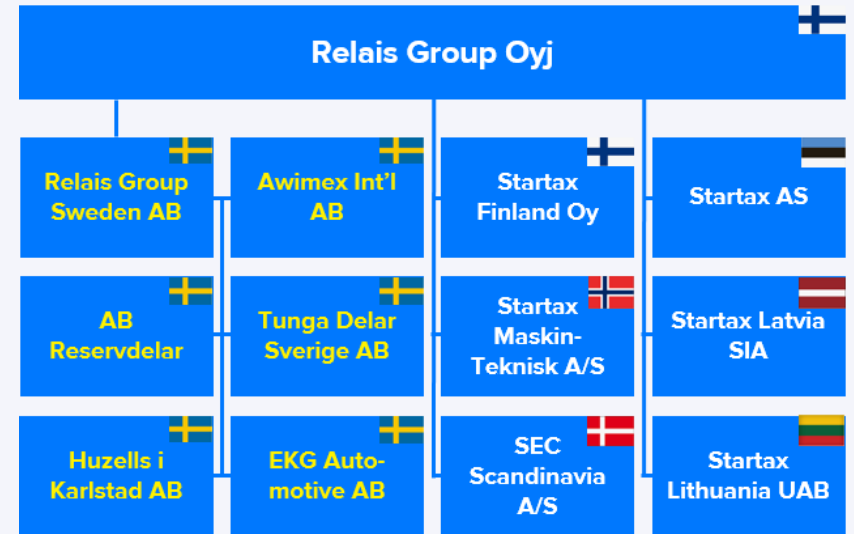 Relais Group Oyj
Relais Group
Sweden AB
Awimex Int’l
AB
Startax
Finland Oy
Startax AS
AB
Reservdelar
Tunga Delar
Sverige AB
Startax
Maskin-
Teknisk A/S
Startax Latvia
SIA
Huzells i
Karlstad AB
EKG Auto-
motive AB
SEC
Scandinavia
A/S
Startax
Lithuania UAB